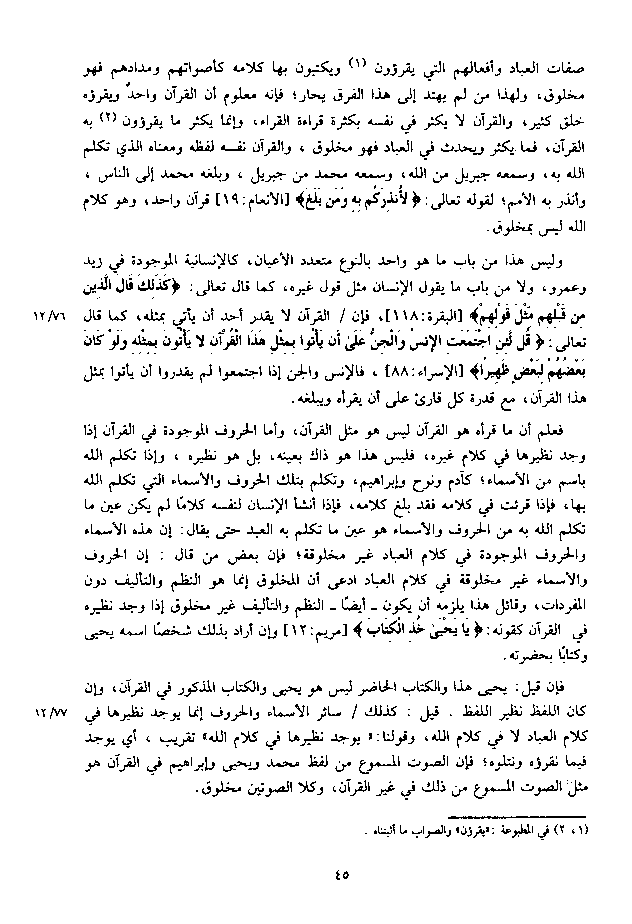 صفات العباد وأفعالهم التي يقرؤون (١) ويكتبون بها كلامه كأصواتهم ومدادهم فهو
مخلوق، ولهذا من لم يهتد إلى هذا الفرق يحار؛ فإنه معلوم أن القرآن واحدٌ ويقرؤه
خلق كثير، والقرآن لا يكثر في نفسه بكثرة قراءة القراء، وإنما يكثر ما يقرؤون (٢) به
القرآن، فما يكثر ويحدث في العباد فهو مخلوق، والقرآن نفسه لفظه ومعناه الذي تكلم
الله به، وسمعه جبريل من الله، وسمعه محمد من جبريل، وبلغه محمد إلى الناس،
وأنذر به الأمم؛ لقوله تعالى: ﴿ لأُنذِرَكُم بِهِ وَمَن بَلَغَ﴾ [الأنعام:١٩] قرآن واحد، وهو كلام
الله ليس بمخلوق.
وليس هذا من باب ما هو واحد بالنوع متعدد الأعيان، كالإنسانية الموجودة في زيد
وعمرو، ولا من باب ما يقول الإنسان مثل قول غيره، كما قال تعالى: ﴿كَذَلِكَ قَالَ الَّذِينَ
مِن قَبْلِهِم مِّثْلَ قَوْلِهِمْ﴾ [البقرة:١١٨]، فإن / القرآن لا يقدر أحد أن يأتي بمثله، كما قال ١٢/٧٦
تعالى: ﴿ قُل لَّئِنِ اجْتَمَعَتِ الإِنسُ وَالْجِنُّ عَلَىٰ أَن يَأْتُوا بِمِثْلِ هَذَا الْقُرْآنِ لا يَأْتُونَ بِمِثْلِهِ وَلَوْ كَانَ
بَعْضُهُمْ لِبَعْضٍ ظَهِيرًا﴾ [الإسراء:٨٨] ، فالإنس والجن إذا اجتمعوا لم يقدروا أن يأتوا بمثل
هذا القرآن، مع قدرة كل قارئ على أن يقرأه ويبلغه.
فعلم أن ما قرأه هو القرآن ليس هو مثل القرآن، وأما الحروف الموجودة في القرآن إذا
وجد نظيرها في كلام غيره، فليس هذا هو ذاك بعينه، بل هو نظيره ، وإذا تكلم الله
باسم من الأسماء؛ كآدم ونوح وإبراهيم، وتكلم بتلك الحروف والأسماء التي تكلم الله
بها، فإذا قرئت في كلامه فقد بلغ كلامه، فإذا أنشأ الإنسان لنفسه كلامًا لم يكن عين ما
تكلم الله به من الحروف والأسماء هو عين ما تكلم به العبد حتى يقال: إن هذه الأسماء
والحروف الموجودة في كلام العباد غير مخلوقة؛ فإن بعض من قال : إن الحروف
والأسماء غير مخلوقة في كلام العباد ادعى أن المخلوق إنما هو النظم والتأليف دون
المفردات، وقائل هذا يلزمه أن يكون ـ أيضًا ـ النظم والتأليف غير مخلوق إذا وجد نظيره
في القرآن كقوله: ﴿ يَا يَحْيَىٰ خُذِ الْكِتَابَ ﴾ [مريم:١٢] وإن أراد بذلك شخصًا اسمه يحيى
وكتابًا بحضرته.
فإن قيل: يحيى هذا والكتاب الحاضر ليس هو يحيى والكتاب المذكور في القرآن، وإن
كان اللفظ نظير اللفظ . قيل : كذلك / سائر الأسماء والحروف إنما يوجد نظيرها في ١٢/٧٧
كلام العباد لا في كلام الله، وقولنا:« يوجد نظيرها في كلام الله» تقريب ، أي يوجد
فيما نقرؤه ونتلوه؛ فإن الصوت المسموع من لفظ محمد ويحيى وإبراهيم في القرآن هو
مثل الصوت المسموع من ذلك في غير القرآن، وكلا الصوتين مخلوق.
(١ ، ٢) في المطبوعة :«يقرؤن» والصواب ما أثبتناه .
٤٥